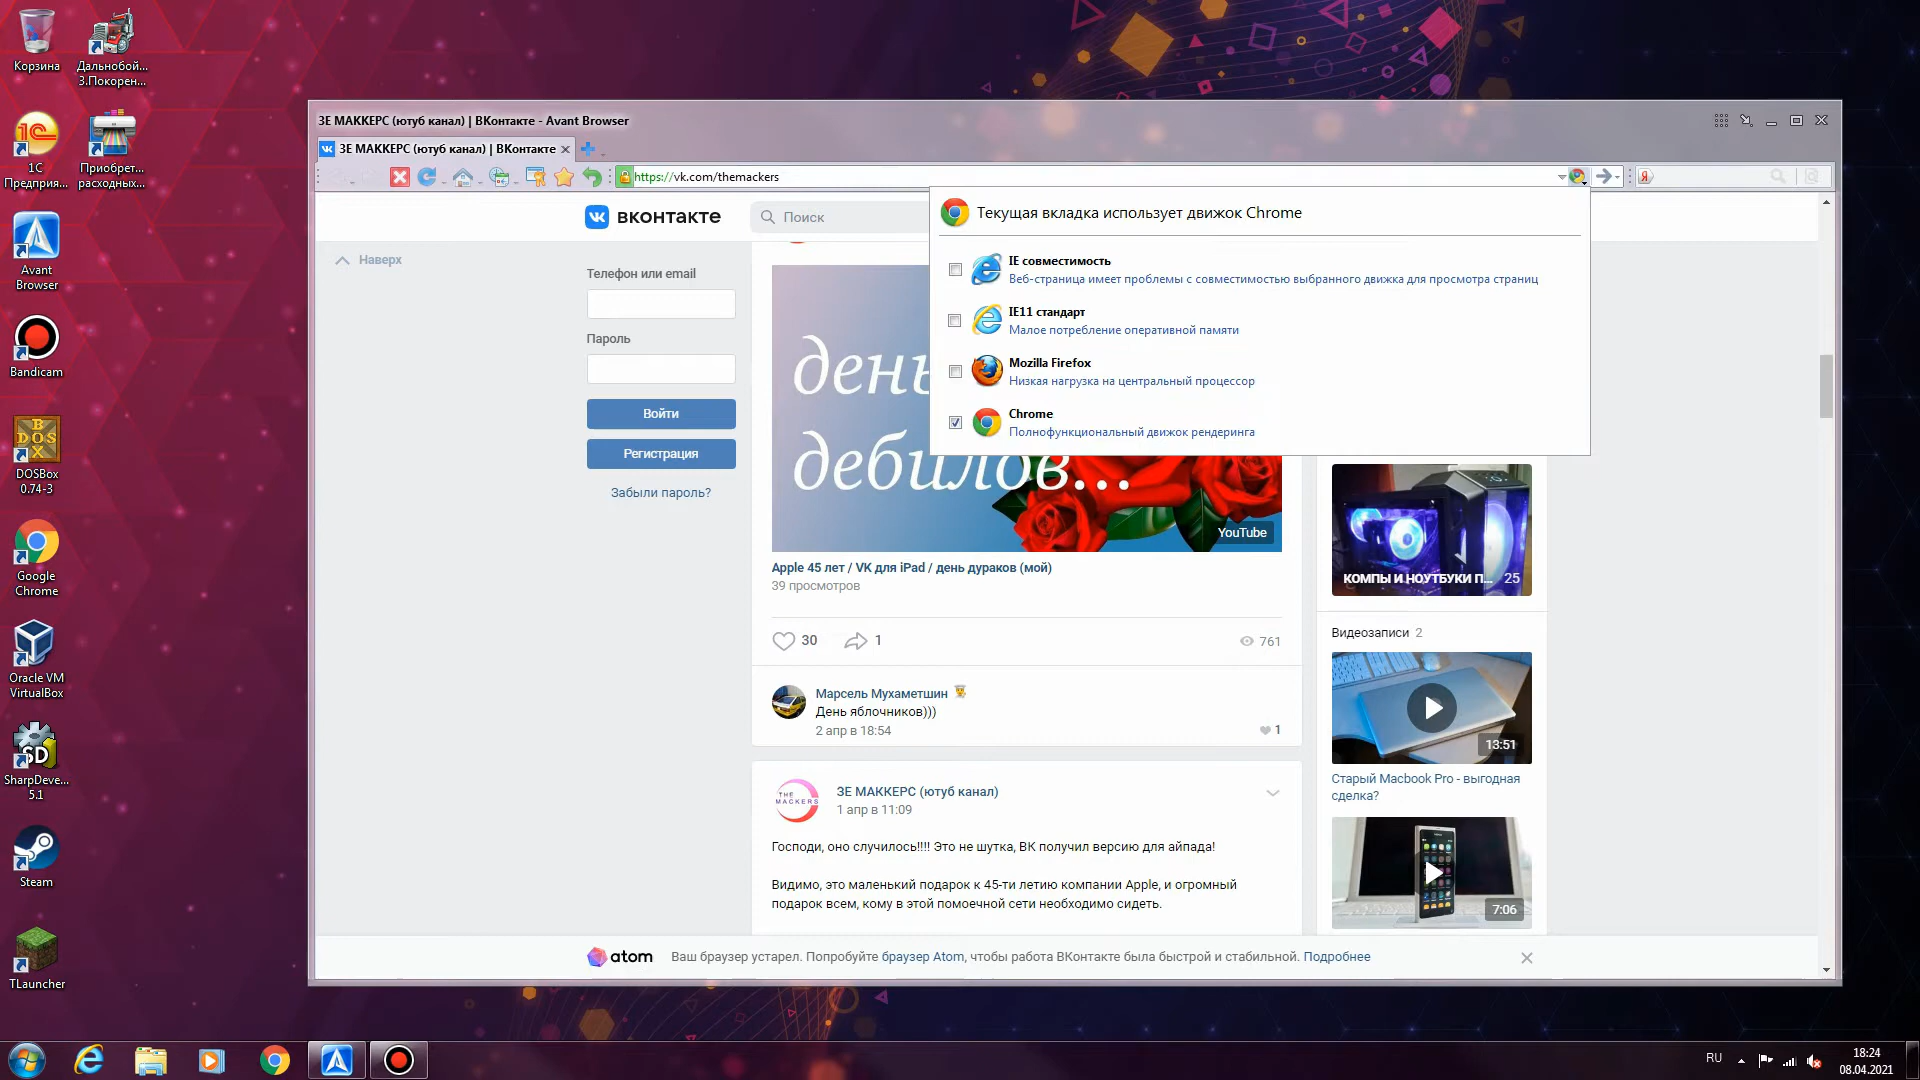 Корзина
Дальнобой...
3.Покорен...
1С
Предприя...
Приобрет...
расходных...
Avant
Browser
Bandicam
DOSBox
0.74-3
Google
Chrome
Oracle VM
VirtualBox
SharpDeve...
5.1
Steam
TLauncher
ЗЕ МАККЕРС (ютуб канал) | ВКонтакте - Avant Browser
ЗЕ МАККЕРС (ютуб канал) | ВКонтакте
https://vk.com/themackers
вконтакте
Поиск
Наверх
Телефон или email
Пароль
Войти
Регистрация
Забыли пароль?
Текущая вкладка использует движок Chrome
IE совместимость
Веб-страница имеет проблемы с совместимостью выбранного движка для просмотра страниц
IE11 стандарт
Малое потребление оперативной памяти
Mozilla Firefox
Низкая нагрузка на центральный процессор
Chrome
Полнофункциональный движок рендеринга
день
дебилов...
YouTube
Apple 45 лет / VK для iPad / день дураков (мой)
39 просмотров
30
1
761
Марсель Мухаметшин
День яблочников)))
2 апр в 18:54
1
THE
MACKERS
ЗЕ МАККЕРС (ютуб канал)
1 апр в 11:09
Господи, оно случилось!!!! Это не шутка, ВК получил версию для айпада!
Видимо, это маленький подарок к 45-ти летию компании Apple, и огромный
подарок всем, кому в этой помоечной сети необходимо сидеть.
КОМПЫ И НОУТБУКИ П... 25
Видеозаписи 2
13:51
Старый Macbook Pro - выгодная
сделка?
7:06
atom
Ваш браузер устарел. Попробуйте браузер Atom, чтобы работа ВКонтакте была быстрой и стабильной. Подробнее
RU
18:24
08.04.2021